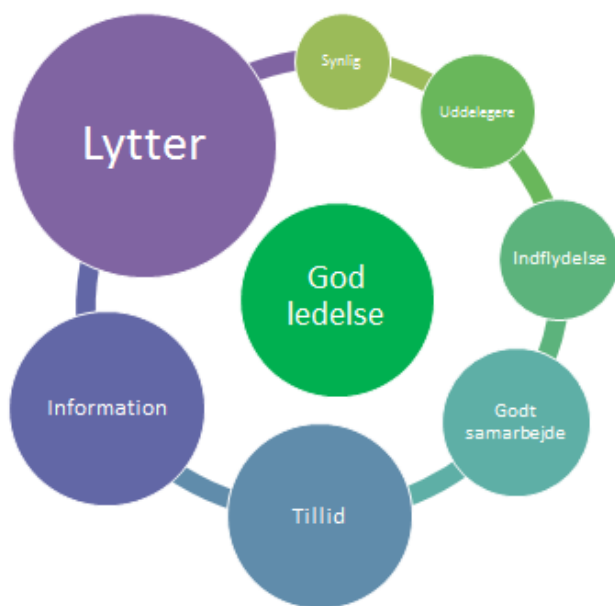 Lytter
Synlig
Uddelegere
Indflydelse
Godt
samarbejde
Tillid
Information
God
ledelse